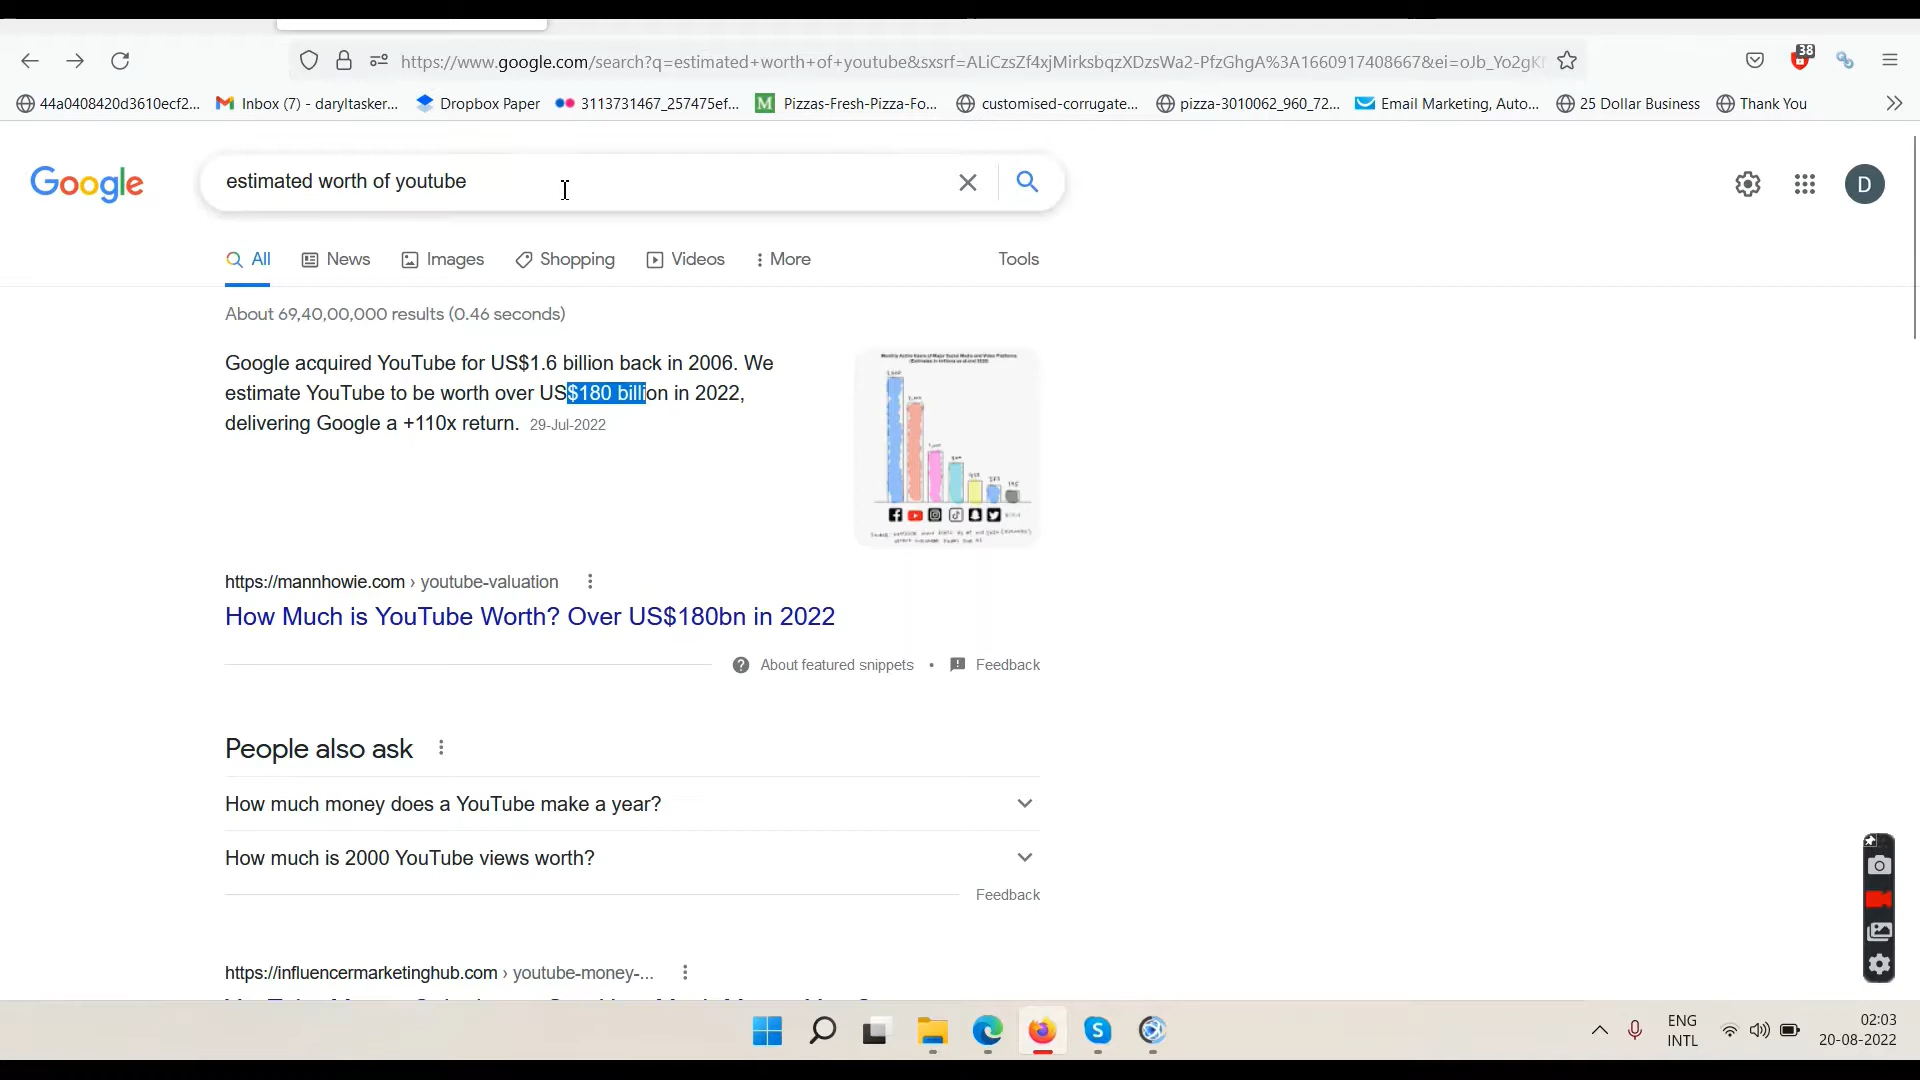 38
https://www.google.com/search?q=estimated+worth+of+youtube&sxsrf=ALiCzsZf4xjMirksbqzXDzsWa2-PfzGhgA%3A1660917408667&ei=oJb_Yo2gKf
44a0408420d3610ecf2... Inbox (7) - daryltasker... Dropbox Paper 3113731467_257475ef... Pizzas-Fresh-Pizza-Fo... customised-corrugate... pizza-3010062_960_72... Email Marketing, Auto... 25 Dollar Business Thank You
Google
estimated worth of youtube
D
All News Images Shopping Videos More Tools
About 69,40,00,000 results (0.46 seconds)
Google acquired YouTube for US$1.6 billion back in 2006. We
estimate YouTube to be worth over US$180 billion in 2022,
delivering Google a +110x return. 29-Jul-2022
https://mannhowie.com › youtube-valuation
How Much is YouTube Worth? Over US$180bn in 2022
About featured snippets • Feedback
People also ask
How much money does a YouTube make a year?
How much is 2000 YouTube views worth?
Feedback
https://influencermarketinghub.com › youtube-money-...
ENG
INTL
02:03
20-08-2022